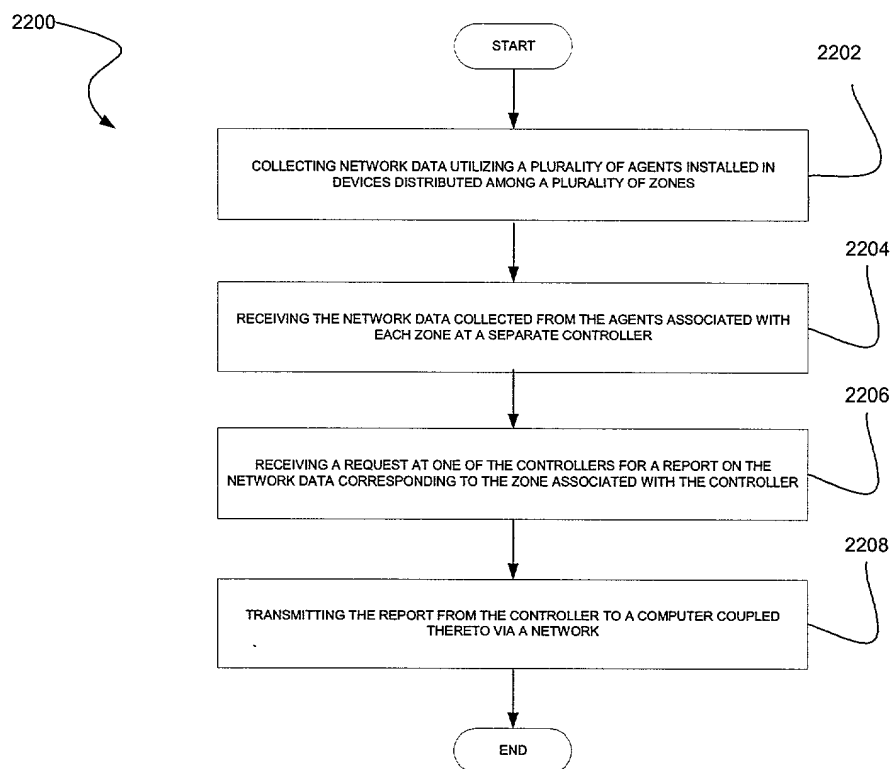 2200
START
2202
COLLECTING NETWORK DATA UTILIZING A PLURALITY OF AGENTS INSTALLED IN
DEVICES DISTRIBUTED AMONG A PLURALITY OF ZONES
2204
RECEIVING THE NETWORK DATA COLLECTED FROM THE AGENTS ASSOCIATED WITH
EACH ZONE AT A SEPARATE CONTROLLER
2206
RECEIVING A REQUEST AT ONE OF THE CONTROLLERS FOR A REPORT ON THE
NETWORK DATA CORRESPONDING TO THE ZONE ASSOCIATED WITH THE CONTROLLER
2208
TRANSMITTING THE REPORT FROM THE CONTROLLER TO A COMPUTER COUPLED
THERETO VIA A NETWORK
END